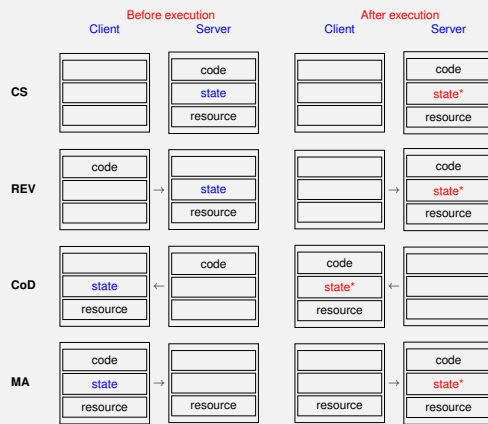 Before execution After execution
Client Server Client Server
code code
CS state state*
resource resource
code code
REV → state → state*
resource resource
code code
CoD state ← state* ←
resource resource
code code
MA state → → state*
resource resource resource resource